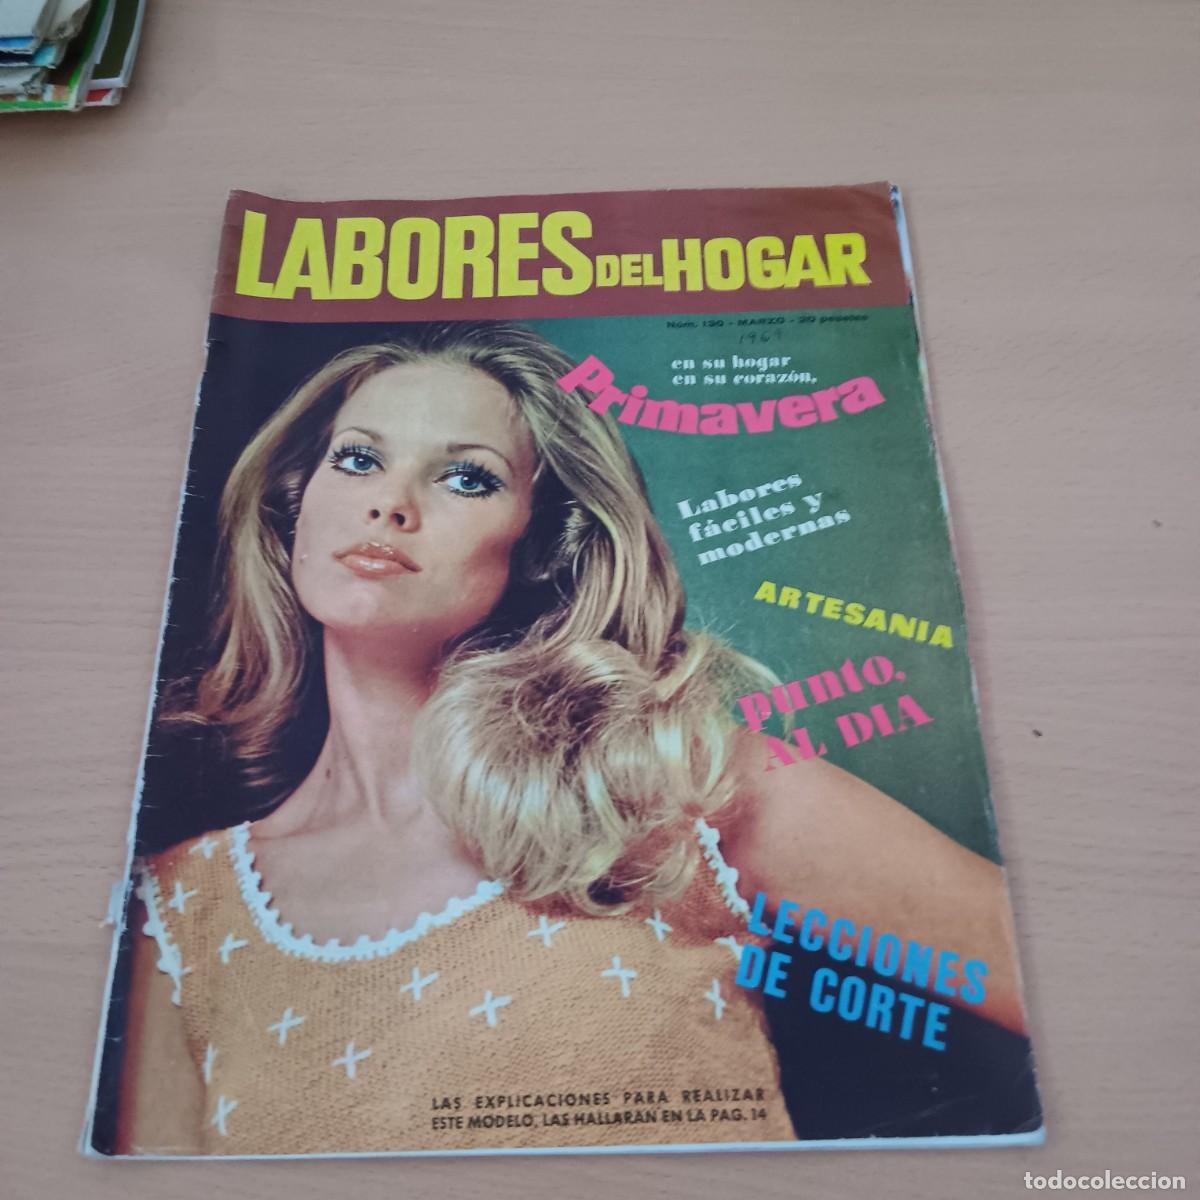 LABORES DEL HOGAR
Núm. 130 - MARZO - 20 pesetas
1969
en su hogar
en su corazón,
Primavera
Labores
fáciles y
modernas
ARTESANIA
punto,
AL DIA
LECCIONES
DE CORTE
LAS EXPLICACIONES PARA REALIZAR
ESTE MODELO, LAS HALLARAN EN LA PAG. 14
todocoleccion